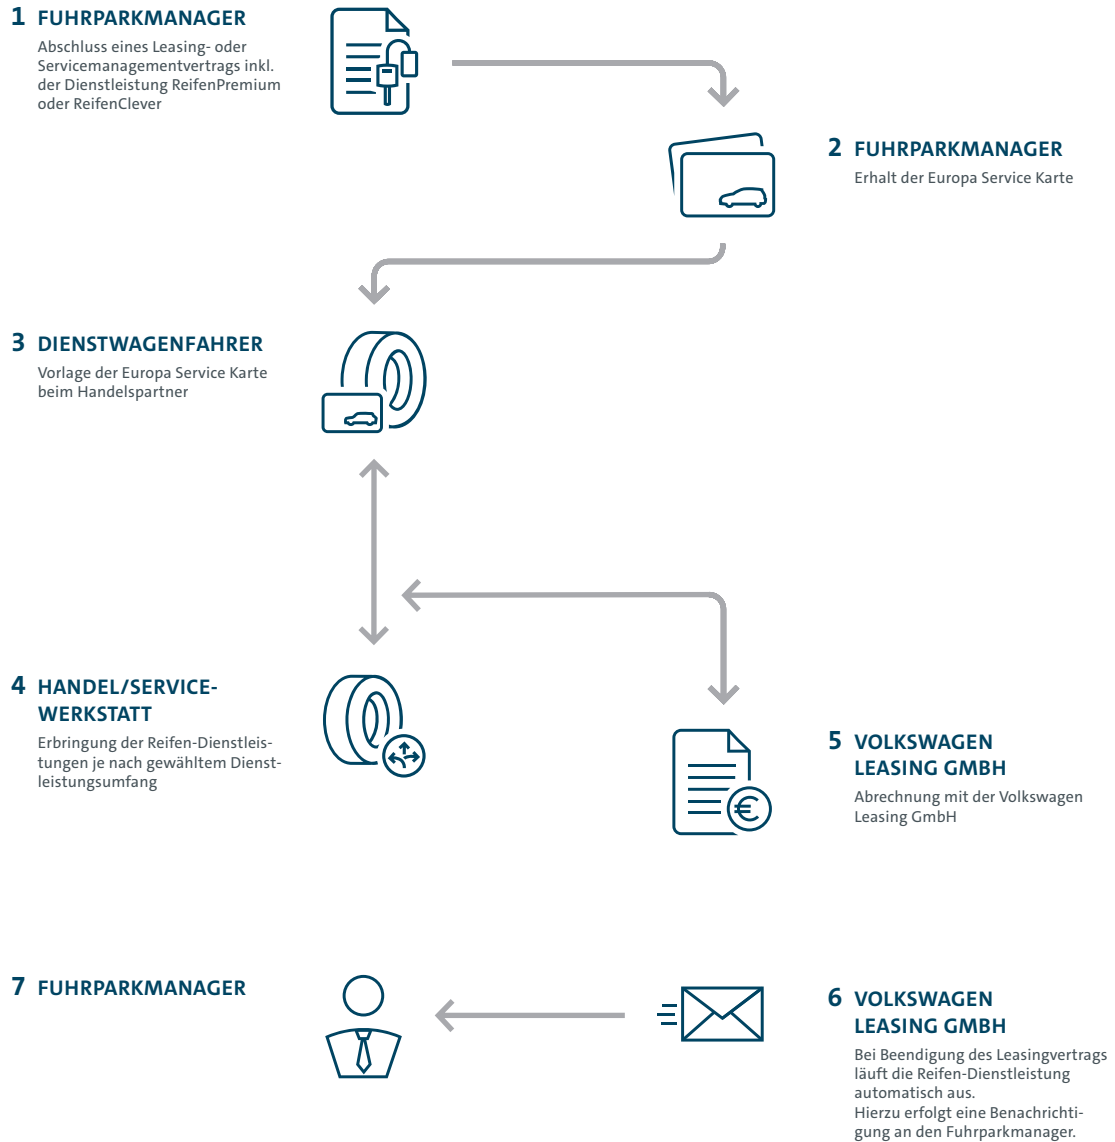 1 FUHRPARKMANAGER
Abschluss eines Leasing- oder
Servicemanagementvertrags inkl.
der Dienstleistung ReifenPremium
oder ReifenClever
2 FUHRPARKMANAGER
Erhalt der Europa Service Karte
3 DIENSTWAGENFAHRER
Vorlage der Europa Service Karte
beim Handelspartner
4 HANDEL/SERVICE-
WERKSTATT
Erbringung der Reifen-Dienstleis-
tungen je nach gewähltem Dienst-
leistungsumfang
5 VOLKSWAGEN
LEASING GMBH
Abrechnung mit der Volkswagen
Leasing GmbH
€
6 VOLKSWAGEN
LEASING GMBH
Bei Beendigung des Leasingvertrags
läuft die Reifen-Dienstleistung
automatisch aus.
Hierzu erfolgt eine Benachrichti-
gung an den Fuhrparkmanager.
7 FUHRPARKMANAGER